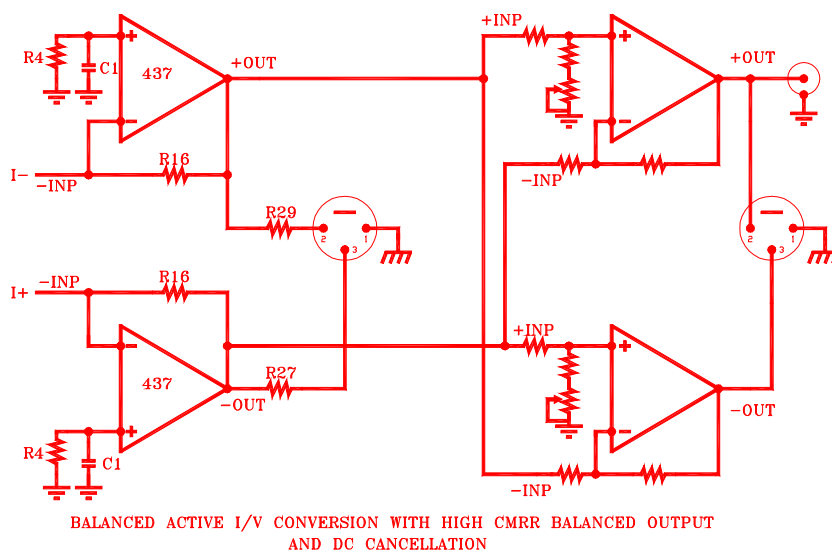 +INP
+OUT
+OUT
R4
+
C1
437
+
−
−
R16
I−
−INP
−INP
R29
2
1
3
2
1
3
R16
−INP
I+
+INP
−
+
437
R27
−OUT
−OUT
+
−
R4
C1
−INP
BALANCED ACTIVE I/V CONVERSION WITH HIGH CMRR BALANCED OUTPUT
AND DC CANCELLATION